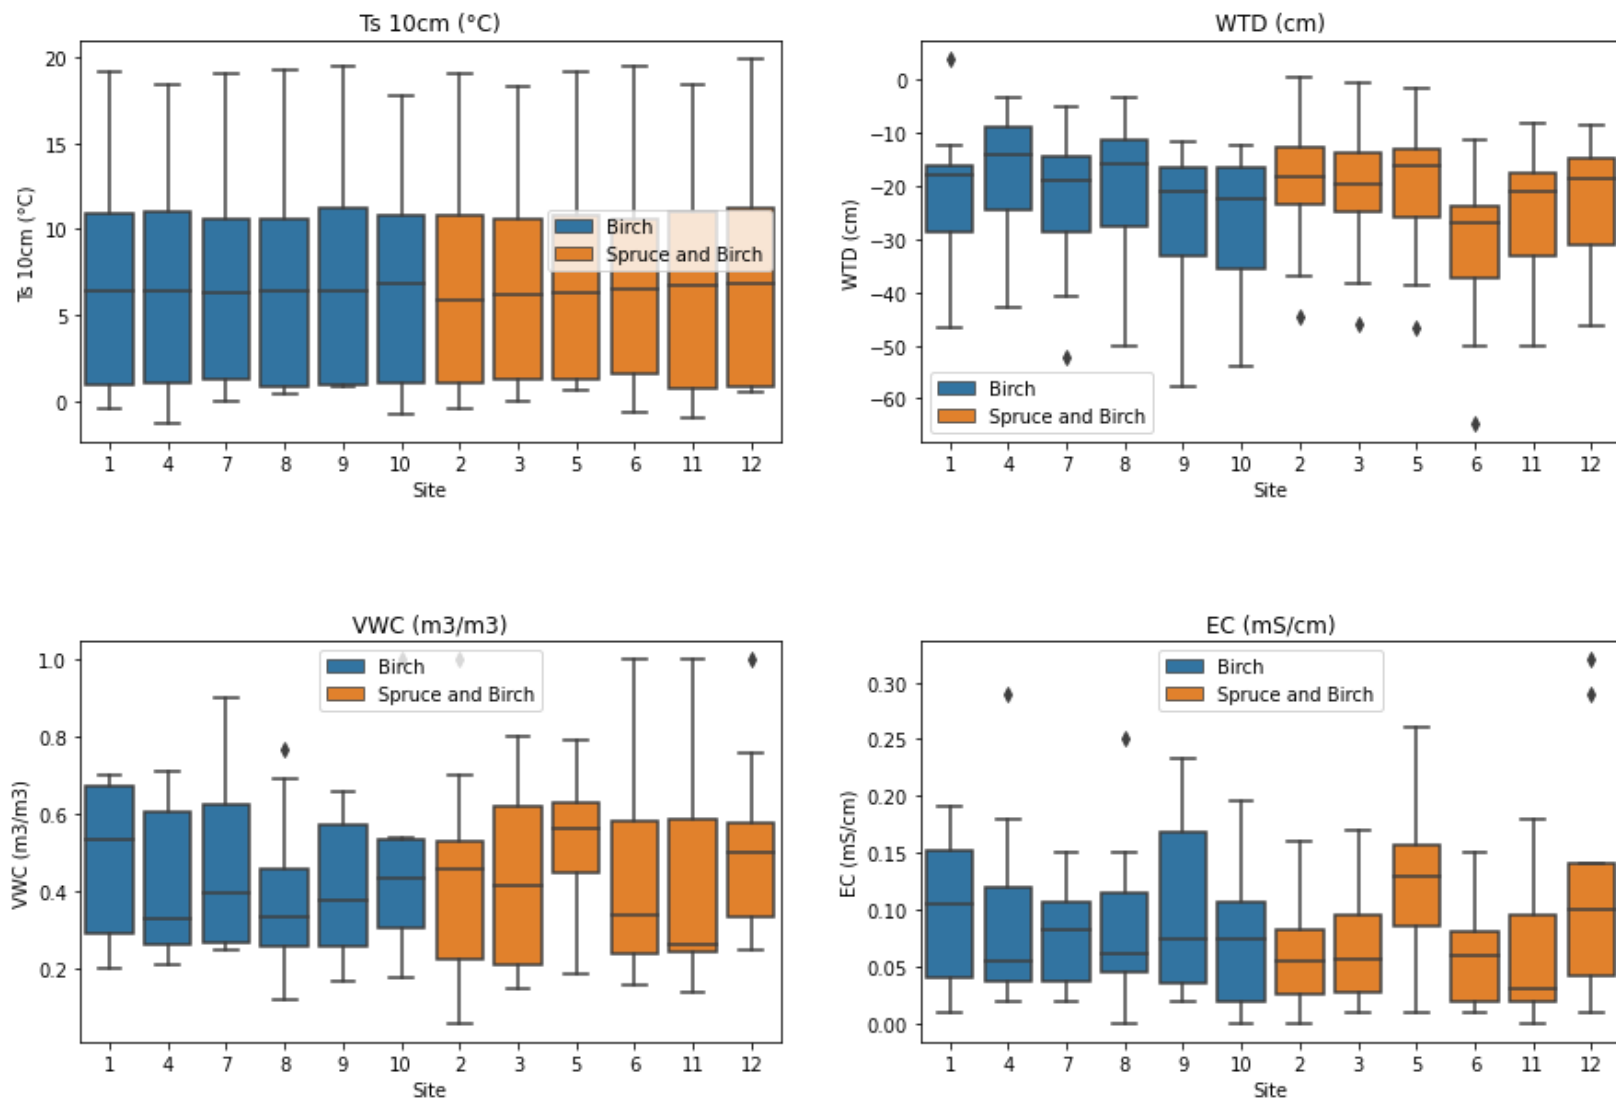 Ts 10cm (°C)
Ts 10cm (°C)
20
15
10
5
0
Birch
Spruce and Birch
1 4 7 8 9 10 2 3 5 6 11 12
Site
WTD (cm)
WTD (cm)
0
−10
−20
−30
−40
−50
−60
Birch
Spruce and Birch
1 4 7 8 9 10 2 3 5 6 11 12
Site
VWC (m3/m3)
VWC (m3/m3)
1.0
0.8
0.6
0.4
0.2
Birch
Spruce and Birch
1 4 7 8 9 10 2 3 5 6 11 12
Site
EC (mS/cm)
EC (mS/cm)
0.30
0.25
0.20
0.15
0.10
0.05
0.00
Birch
Spruce and Birch
1 4 7 8 9 10 2 3 5 6 11 12
Site